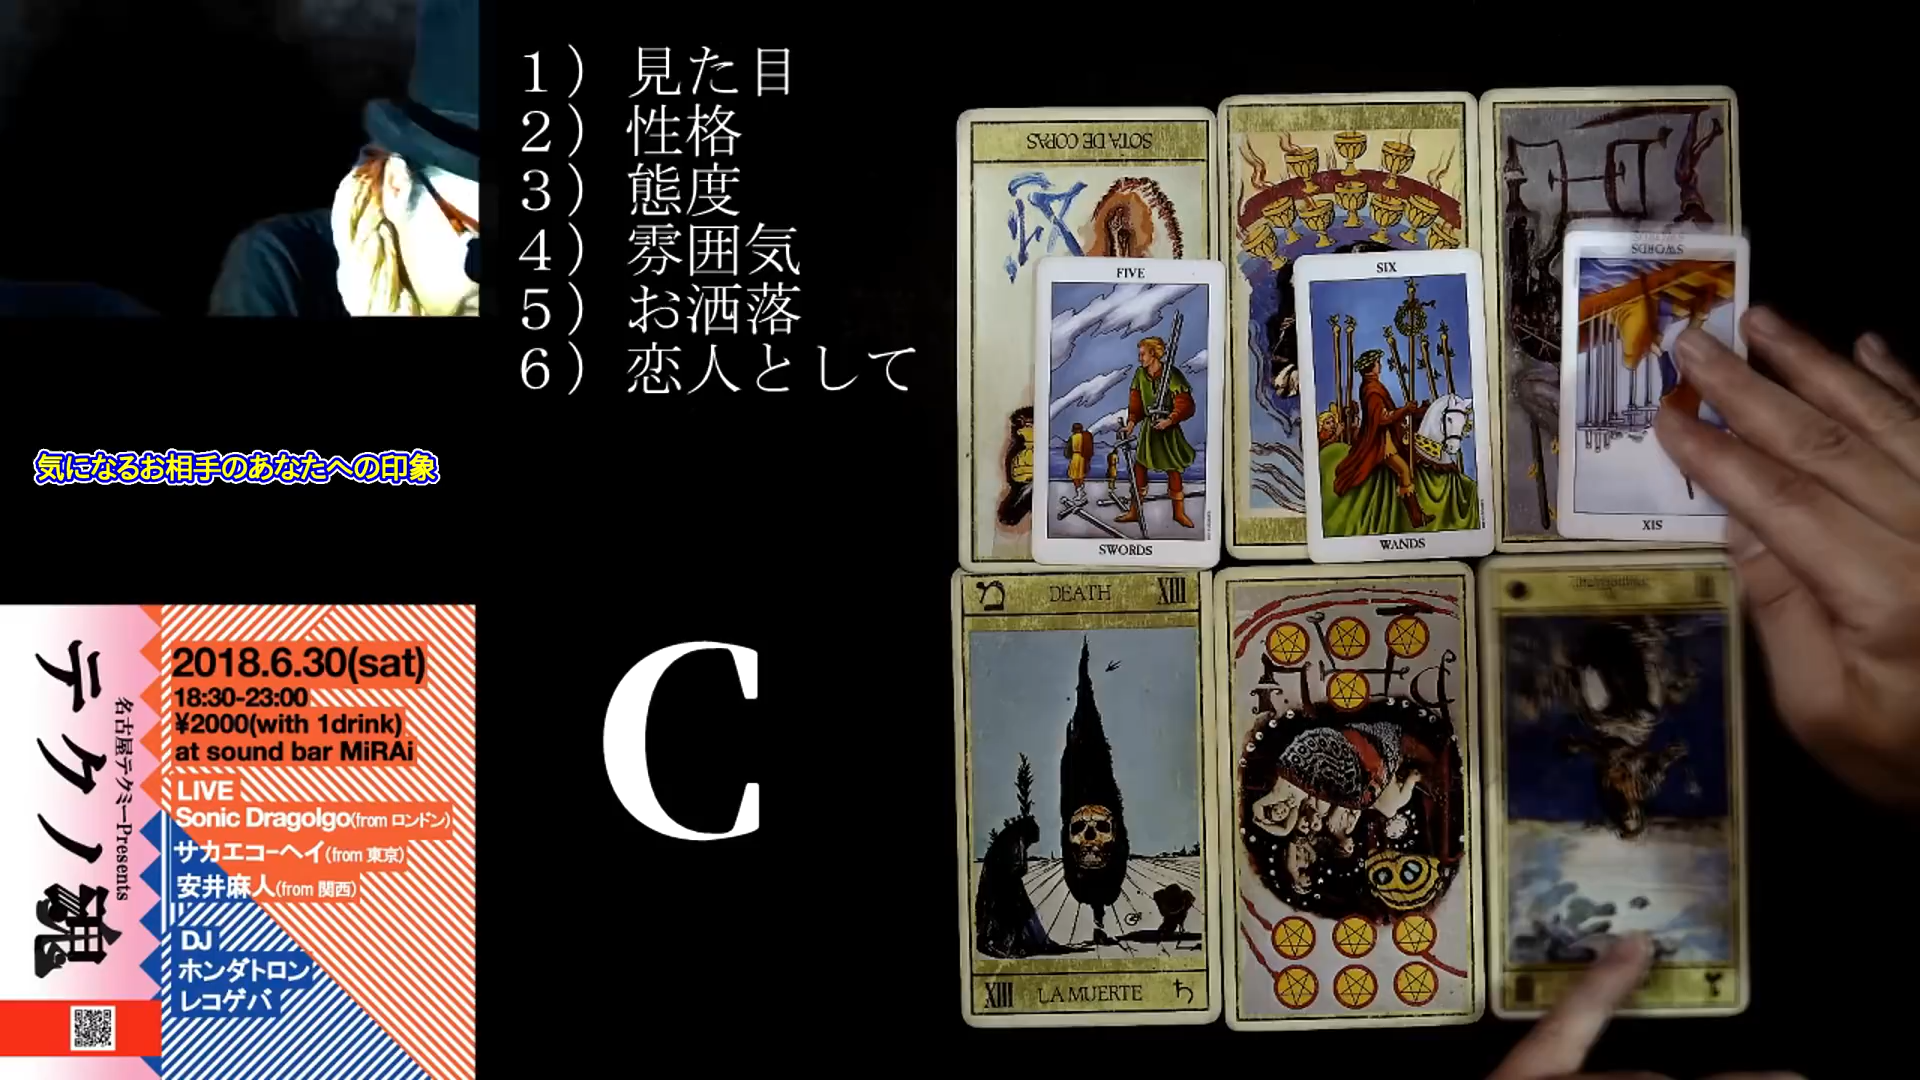 1）見た目
2）性格
3）態度
4）雰囲気
5）お洒落
6）恋人として
気になるお相手のあなたへの印象
テクノ魂
名古屋テクミーPresents
2018.6.30(sat)
18:30-23:00
¥2000(with 1drink)
at sound bar MiRAi
LIVE
Sonic Dragolgo(from ロンドン)
サカエコーヘイ(from 東京)
安井麻人(from 関西)
DJ
ホンダトロン
レコゲバ
C
SOTA DE COPAS
FIVE
SWORDS
SIX
WANDS
SWORDS
SIX
DEATH XIII
XIII LA MUERTE